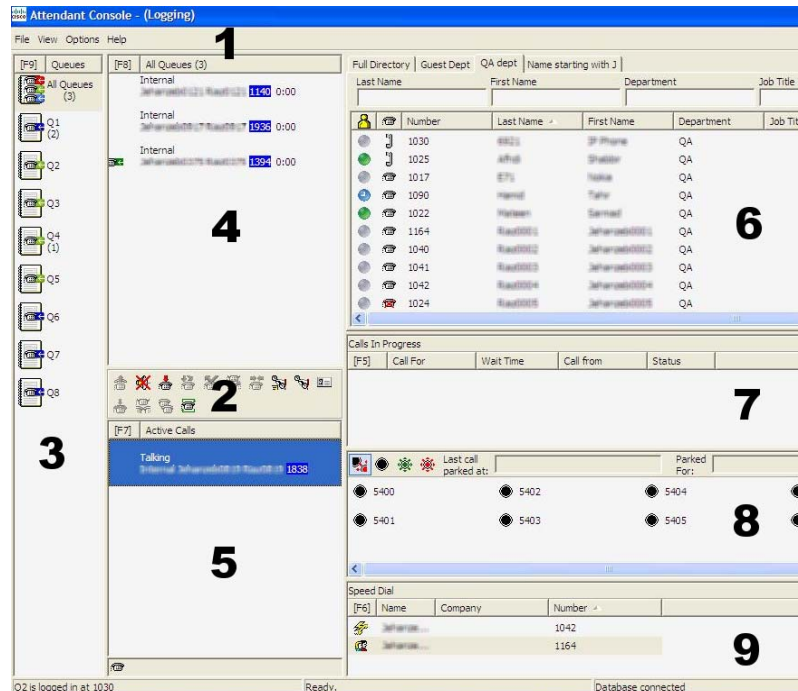 cisco Attendant Console - (Logging)
File View Options Help
1
[F9] Queues
All Queues
(3)
Q1
(2)
Q2
Q3
Q4
(1)
Q5
Q6
Q7
Q8
3
[F8] All Queues (3)
Internal
1140 0:00
Internal
1936 0:00
Internal
1394 0:00
4
2
[F7] Active Calls
Talking
1838
5
Full Directory Guest Dept QA dept Name starting with J
Last Name First Name Department Job Title
Number Last Name First Name Department Job Tit
1030 QA
1025 QA
1017 QA
1090 QA
1022 QA
1164 QA
1040 QA
1041 QA
1042 QA
1024 QA
6
Calls In Progress
[F5] Call For Wait Time Call from Status
7
Last call
parked at:
Parked
For:
5400 5402 5404
5401 5403 5405
8
Speed Dial
[F6] Name Company Number
1042
1164
9
O2 is logged in at 1030 Ready. Database connected